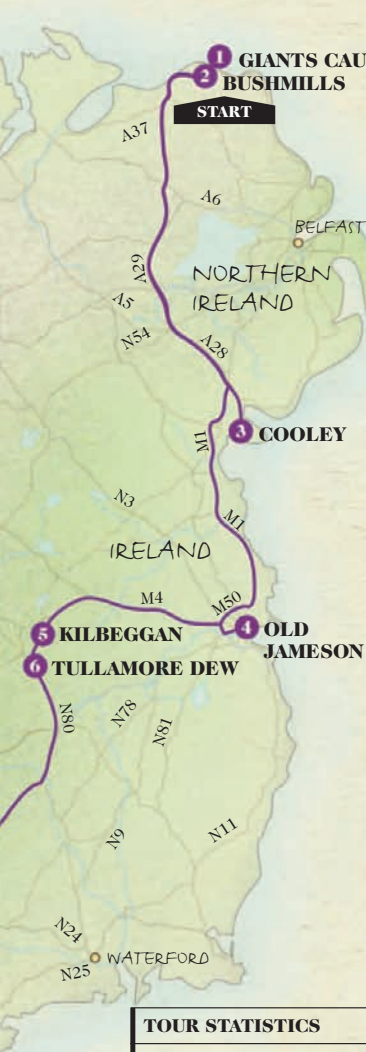 1 GIANTS CAU
2 BUSHMILLS
START
A37
A6
BELFAST
A29
NORTHERN
IRELAND
A5
N54
A28
3 COOLEY
M1
N3
M1
IRELAND
M4
M50
4 OLD
JAMESON
5 KILBEGGAN
6 TULLAMORE DEW
N80
N78
N81
N9
N11
N24
WATERFORD
N25
TOUR STATISTICS